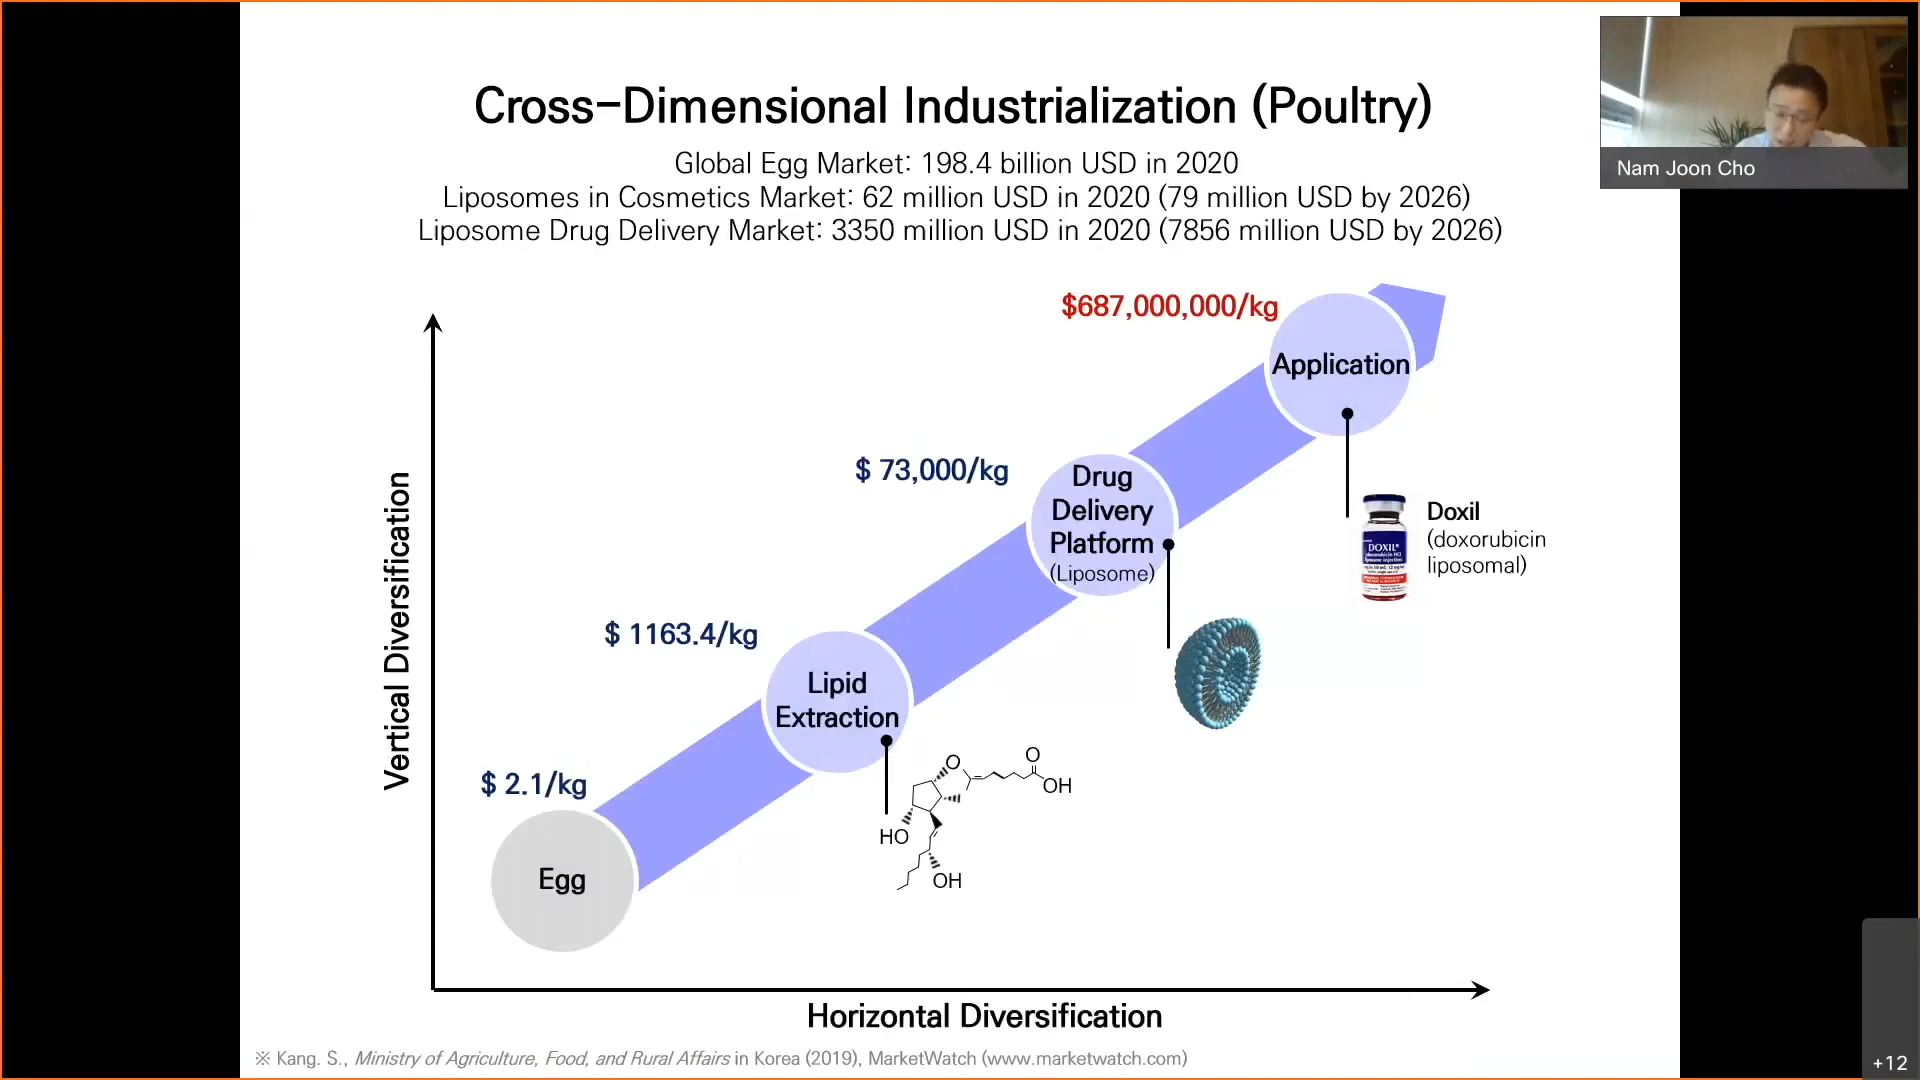 Cross-Dimensional Industrialization (Poultry)
Global Egg Market: 198.4 billion USD in 2020
Liposomes in Cosmetics Market: 62 million USD in 2020 (79 million USD by 2026)
Liposome Drug Delivery Market: 3350 million USD in 2020 (7856 million USD by 2026)
Nam Joon Cho
$687,000,000/kg
Application
$ 73,000/kg
Drug
Delivery
Platform
(Liposome)
Doxil
(doxorubicin
liposomal)
DOXIL®
$ 1163.4/kg
Lipid
Extraction
O
O
OH
HO
OH
$ 2.1/kg
Egg
Vertical Diversification
Horizontal Diversification
※ Kang. S., Ministry of Agriculture, Food, and Rural Affairs in Korea (2019), MarketWatch (www.marketwatch.com)
+12